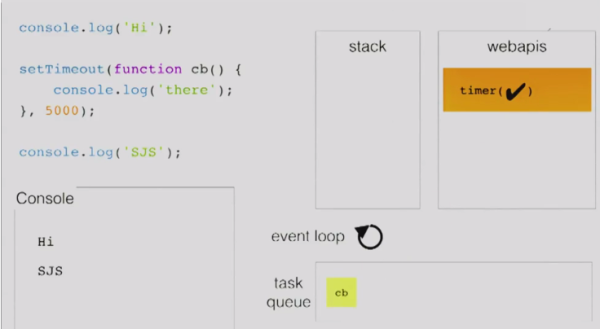 console.log('Hi');
setTimeout(function cb() {
console.log('there');
}, 5000);
console.log('SJS');
Console
Hi
SJS
stack
webapis
timer(✔)
event loop
task
queue
cb